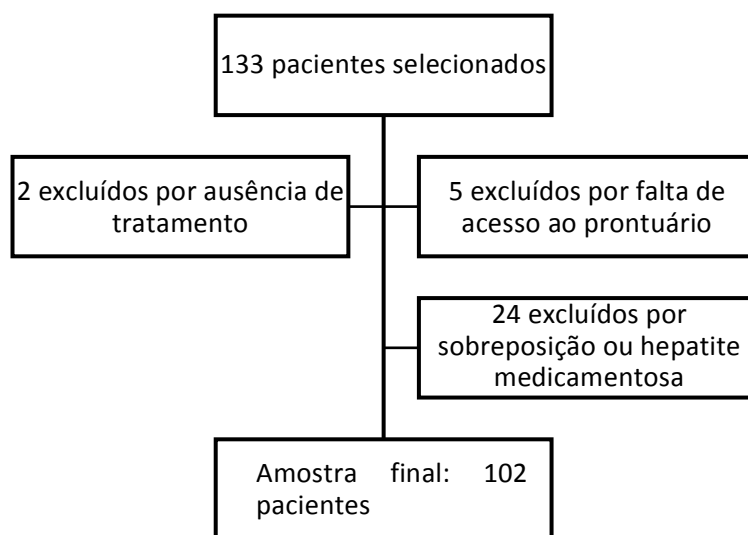 133 pacientes selecionados
2 excluídos por ausência de
tratamento
5 excluídos por falta de
acesso ao prontuário
24 excluídos por
sobreposição ou hepatite
medicamentosa
Amostra final: 102
pacientes